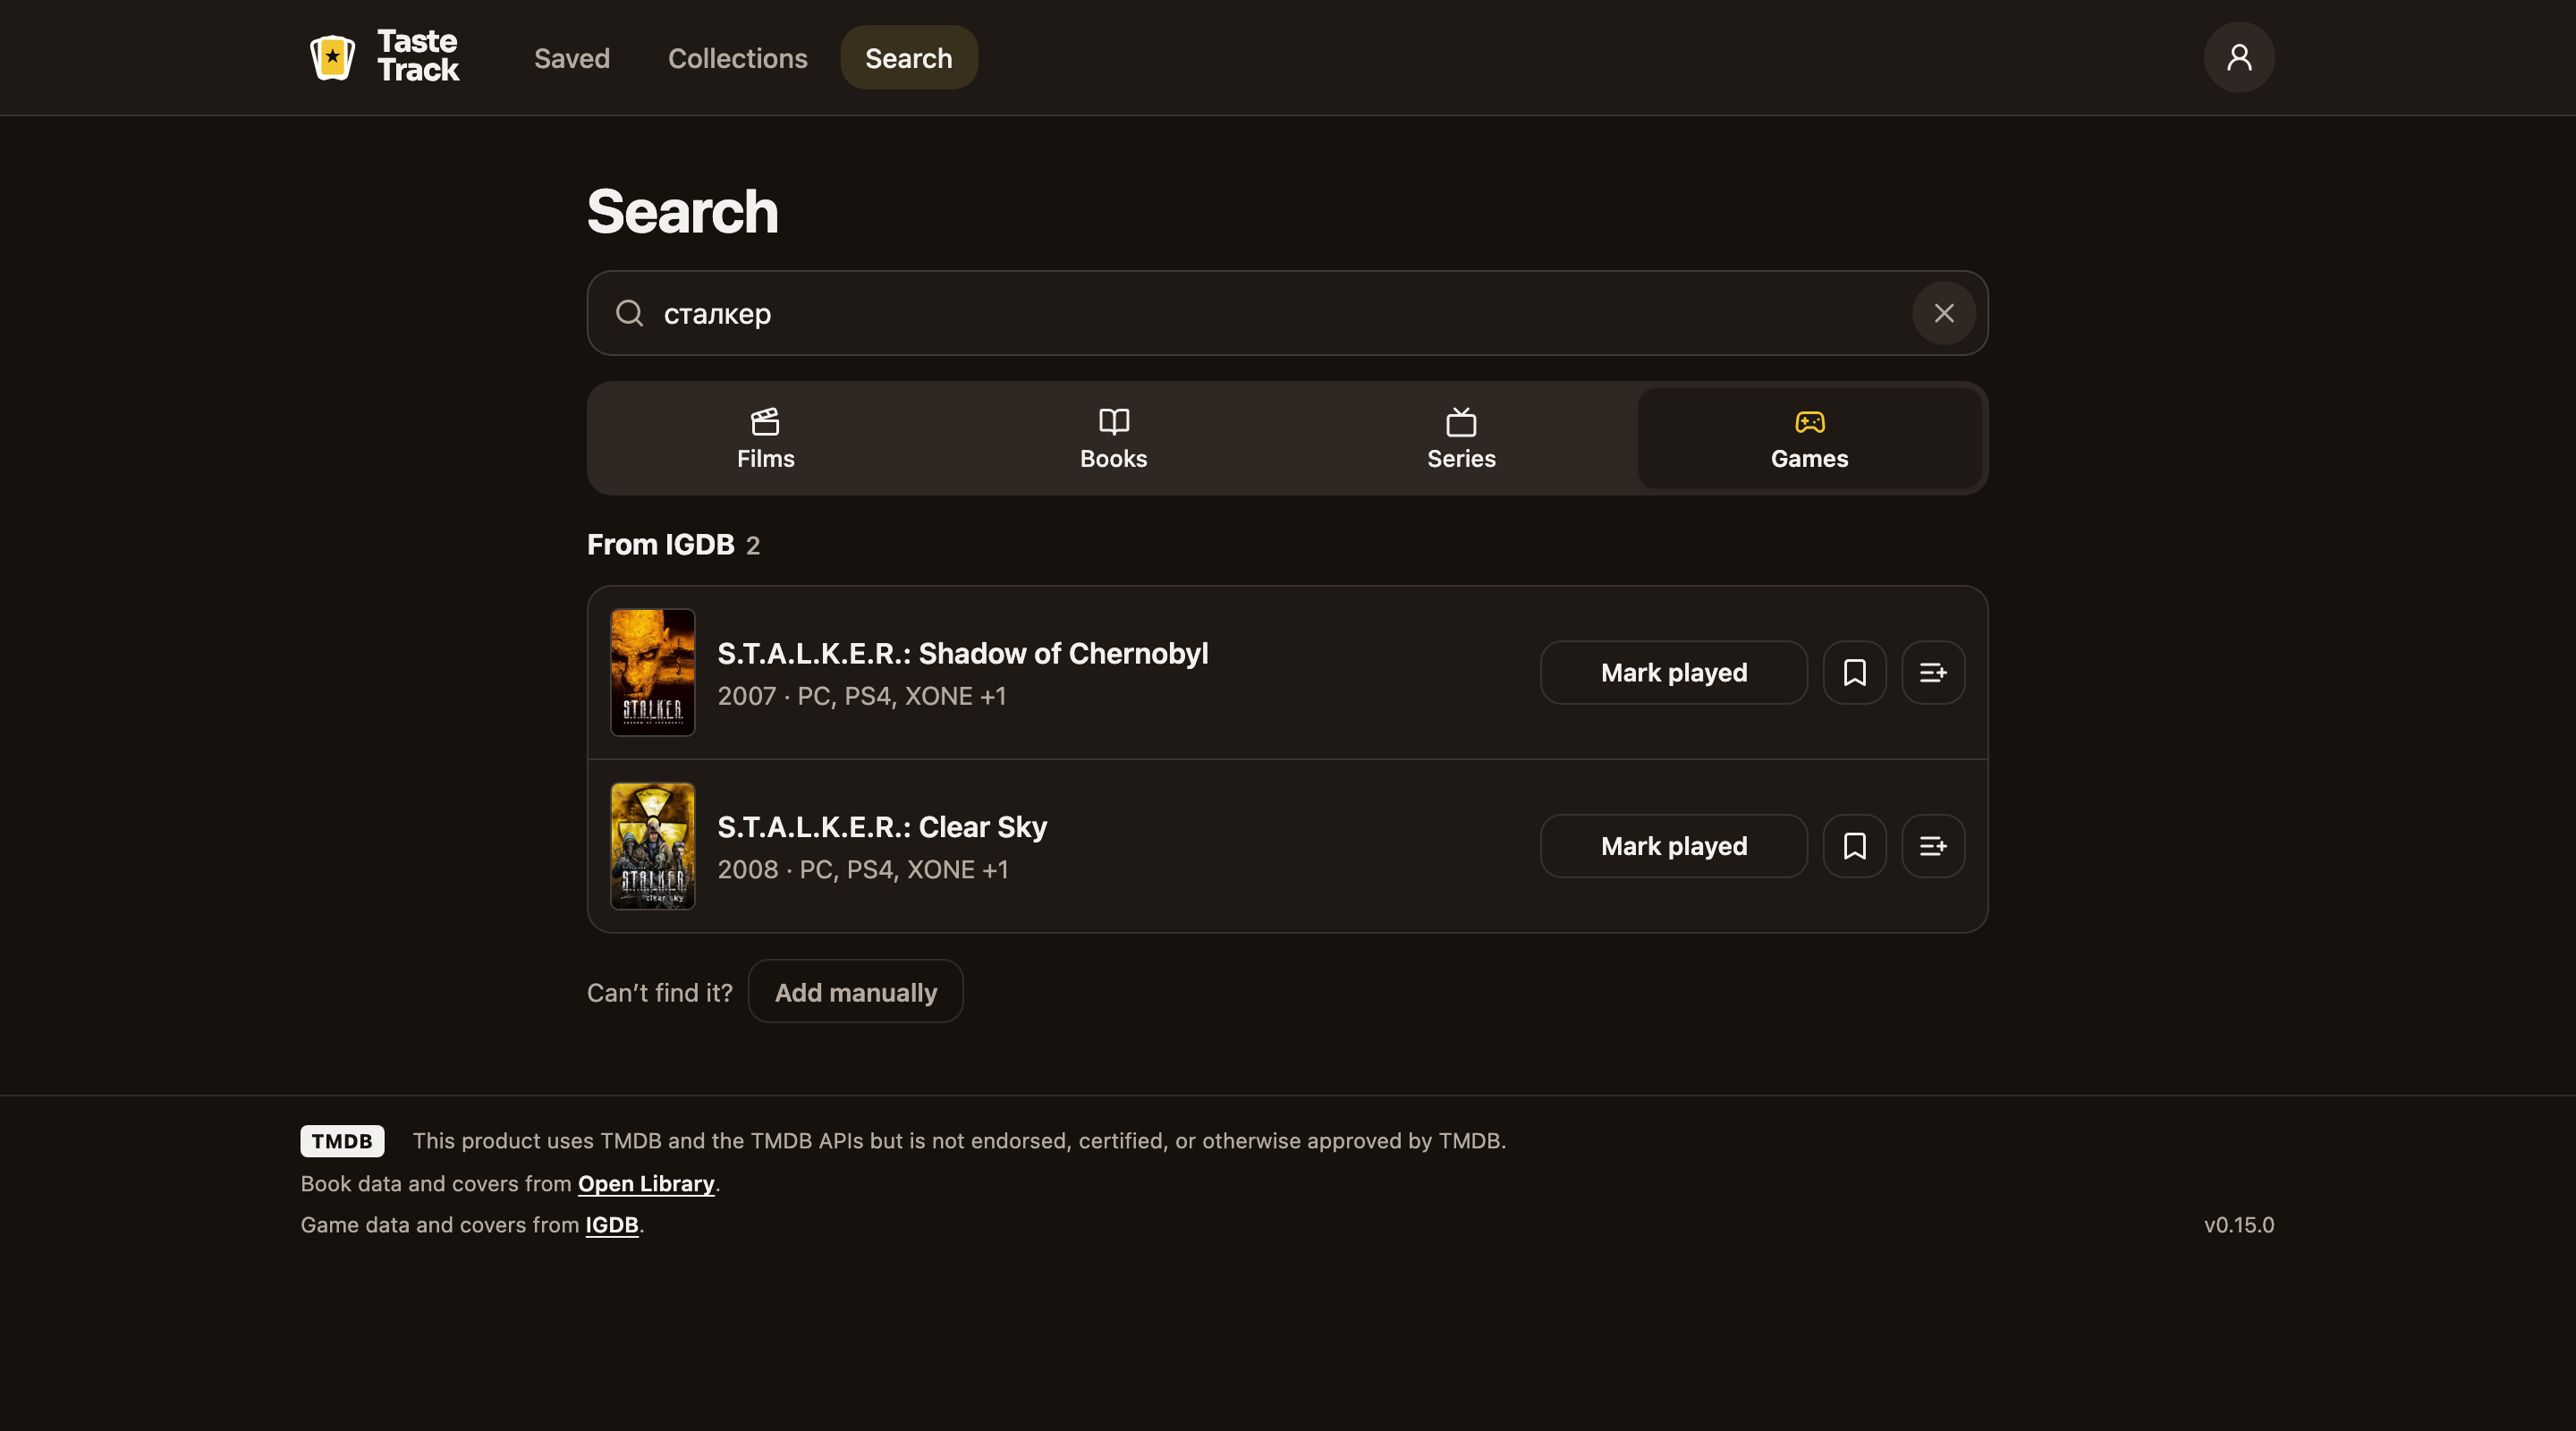 Taste
Track
Saved
Collections
Search
Search
сталкер
Films
Books
Series
Games
From IGDB 2
S.T.A.L.K.E.R.
S.T.A.L.K.E.R.: Shadow of Chernobyl
2007 · PC, PS4, XONE +1
Mark played
S.T.A.L.K.E.R.
clear sky
S.T.A.L.K.E.R.: Clear Sky
2008 · PC, PS4, XONE +1
Mark played
Can’t find it?
Add manually
TMDB
This product uses TMDB and the TMDB APIs but is not endorsed, certified, or otherwise approved by TMDB.
Book data and covers from Open Library.
Game data and covers from IGDB.
v0.15.0